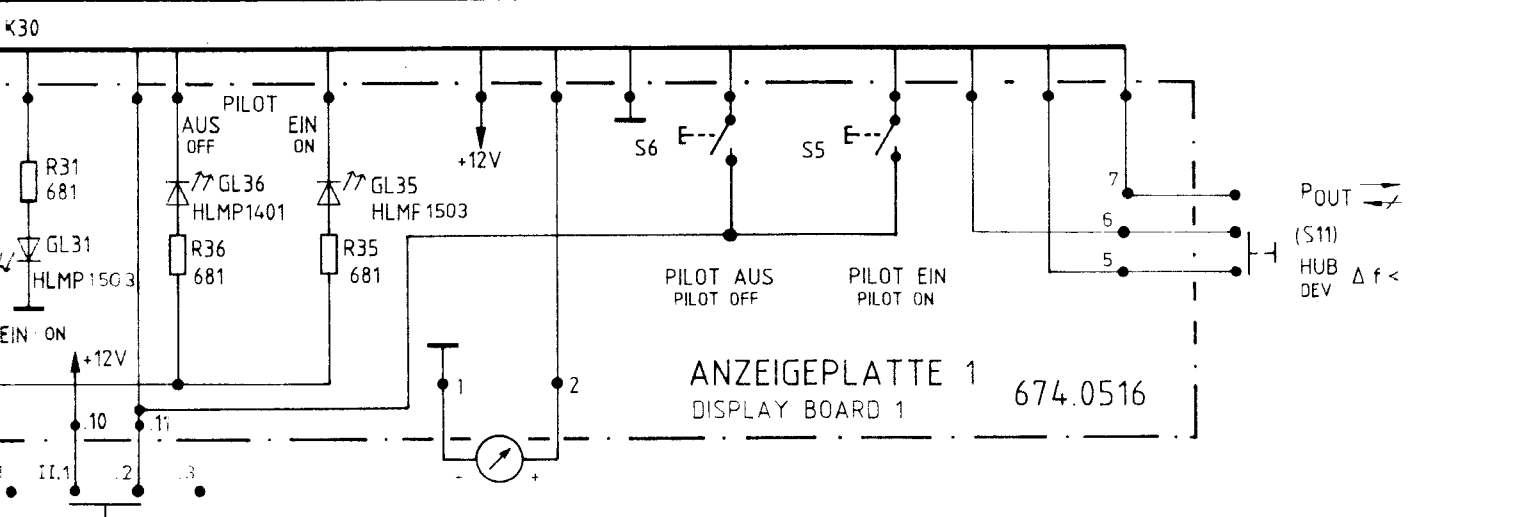 K30
PILOT
AUS
OFF
EIN
ON
+12V
S6
S5
R31
681
GL36
HLMP1401
GL35
HLMF1503
R36
681
R35
681
GL31
HLMP1503
7
6
5
POUT
(S11)
HUB
DEV
Δ f <
PILOT AUS
PILOT OFF
PILOT EIN
PILOT ON
EIN ON
+12V
1
2
ANZEIGEPLATTE 1
DISPLAY BOARD 1
674.0516
.10
.11
II.1
.2
.3
-
+